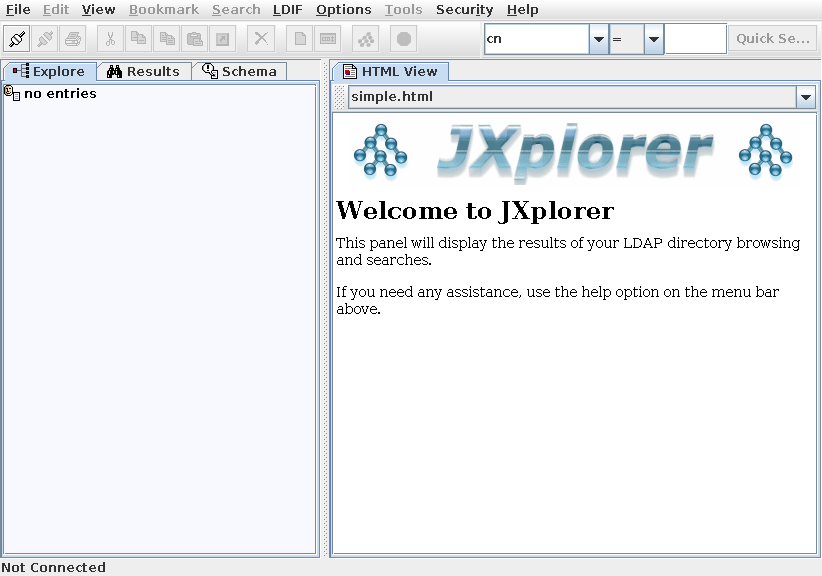 File Edit View Bookmark Search LDIF Options Tools Security Help
cn = Quick Se...
Explore Results Schema HTML View
no entries
simple.html
JXplorer
Welcome to JXplorer
This panel will display the results of your LDAP directory browsing
and searches.
If you need any assistance, use the help option on the menu bar
above.
Not Connected